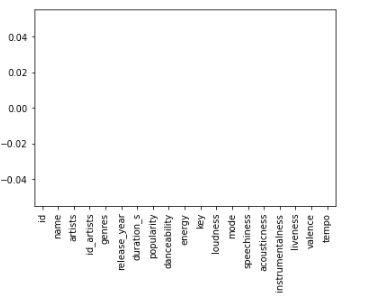 0.04
0.02
0.00
−0.02
−0.04
id
name
artists
id_artists
genres
release_year
duration_s
popularity
danceability
energy
key
loudness
mode
speechiness
acousticness
instrumentalness
liveness
valence
tempo